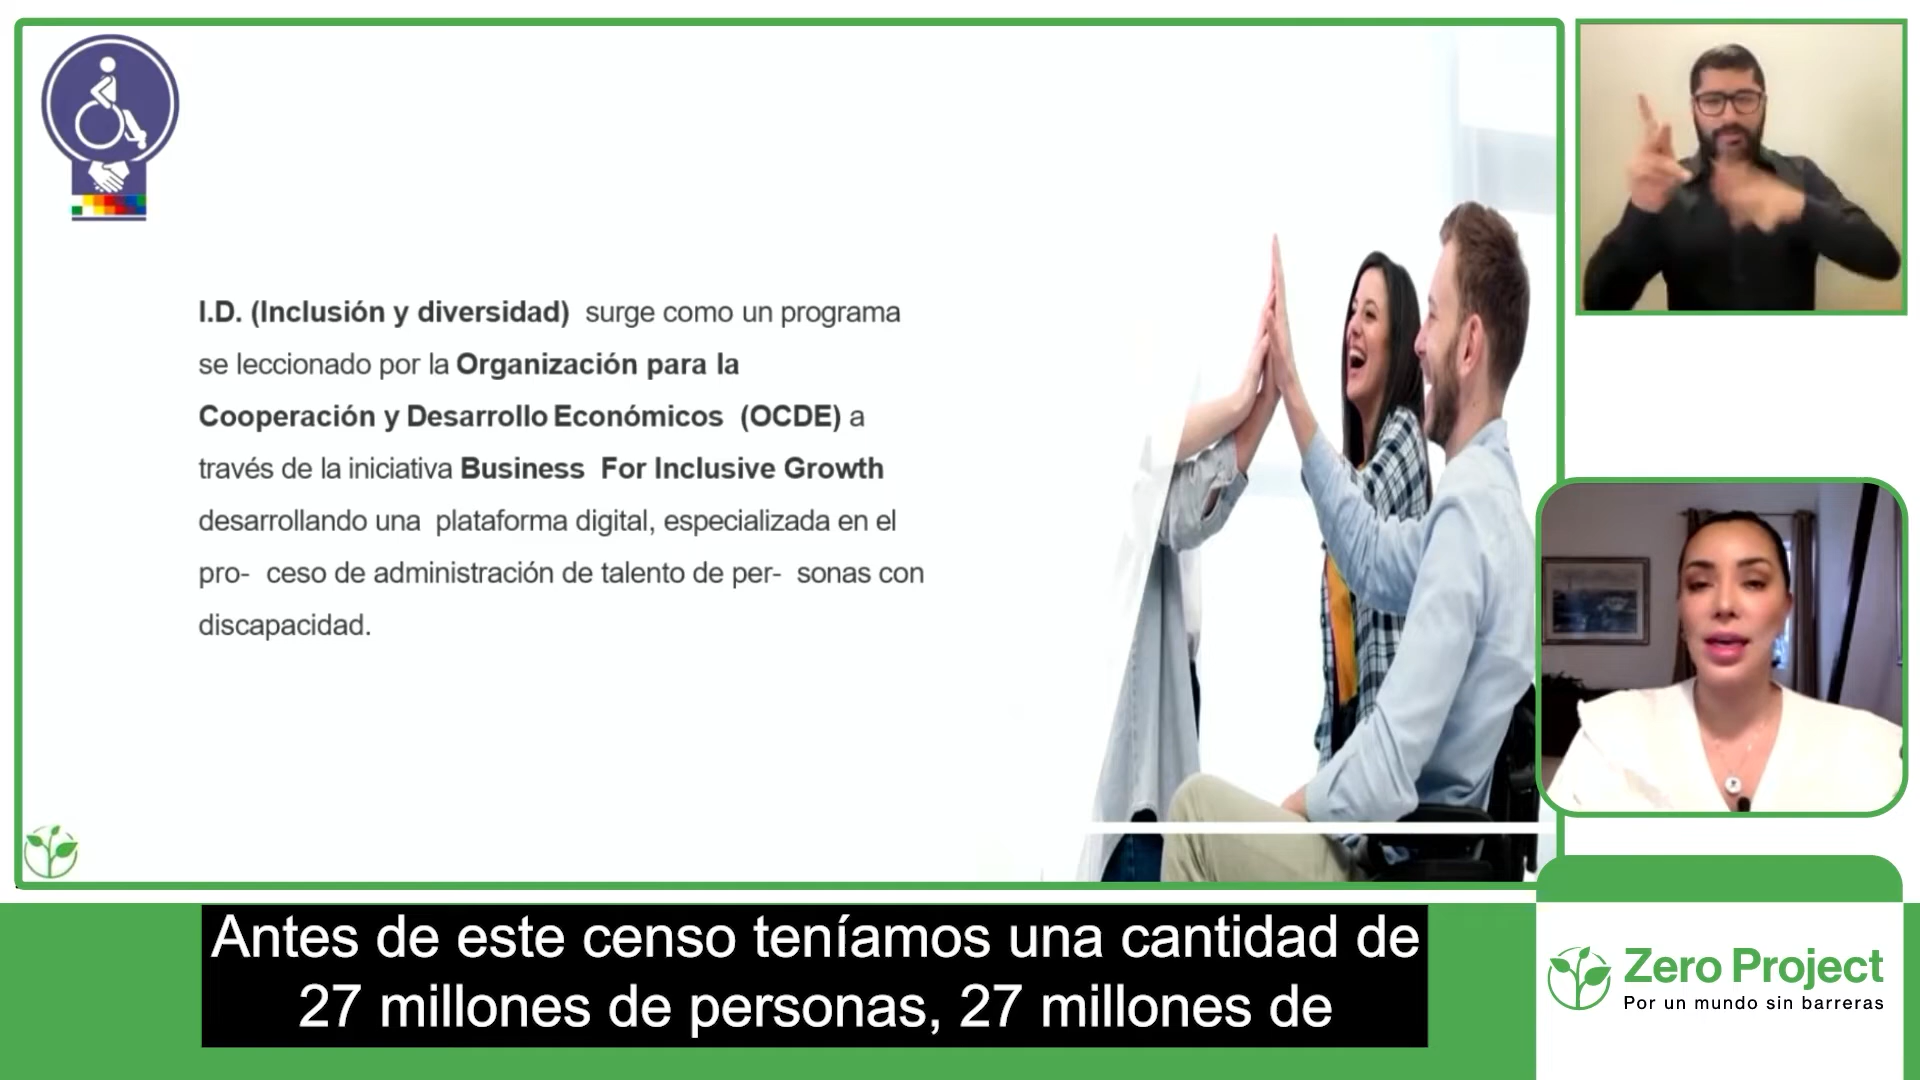 I.D. (Inclusión y diversidad) surge como un programa
se leccionado por la Organización para la
Cooperación y Desarrollo Económicos (OCDE) a
través de la iniciativa Business For Inclusive Growth
desarrollando una plataforma digital, especializada en el
pro- ceso de administración de talento de per- sonas con
discapacidad.
Antes de este censo teníamos una cantidad de
27 millones de personas, 27 millones de
Zero Project
Por un mundo sin barreras